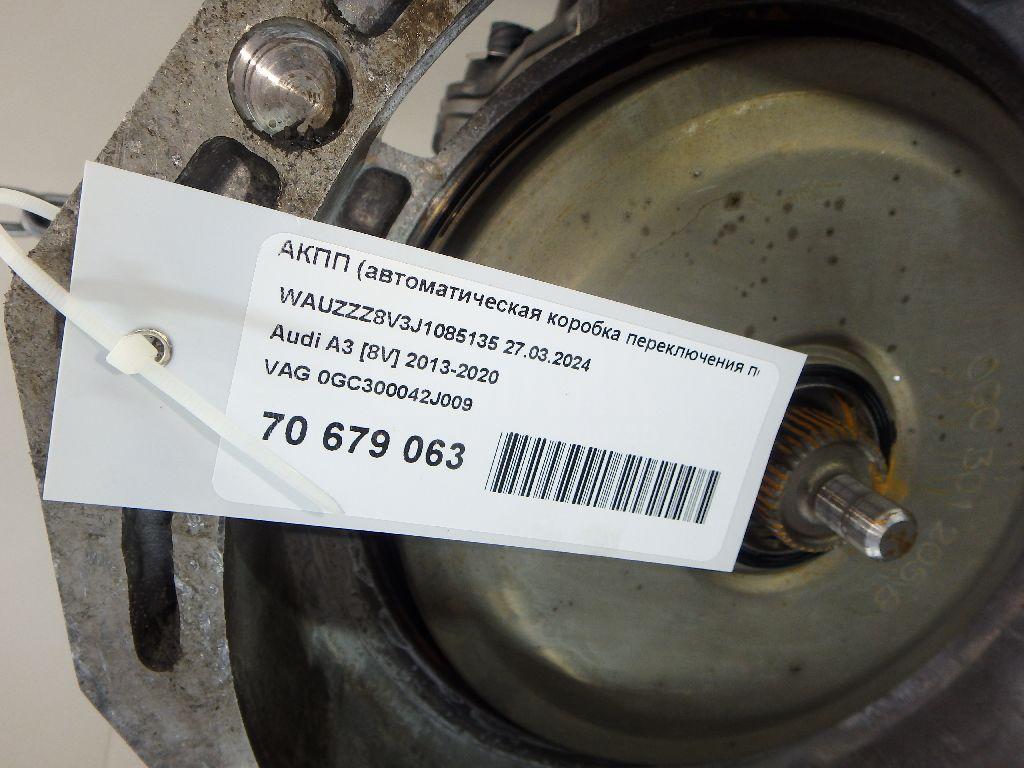 АКПП (автоматическая коробка переключения
WAUZZZ8V3J1085135 27.03.2024
Audi A3 [8V] 2013-2020
VAG 0GC300042J009
70 679 063